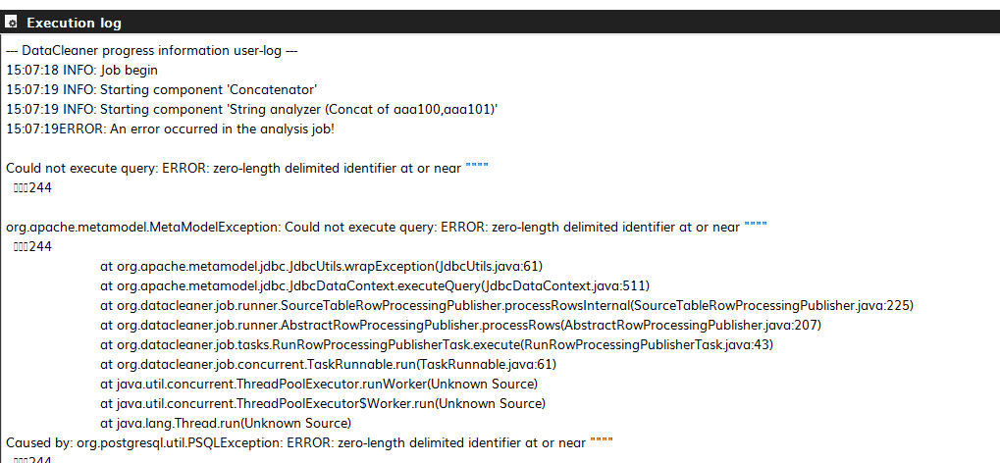 Execution log
--- DataCleaner progress information user-log ---
15:07:18 INFO: Job begin
15:07:19 INFO: Starting component 'Concatenator'
15:07:19 INFO: Starting component 'String analyzer (Concat of aaa100,aaa101)'
15:07:19ERROR: An error occurred in the analysis job!
Could not execute query: ERROR: zero-length delimited identifier at or near """"
▯▯▯244
org.apache.metamodel.MetaModelException: Could not execute query: ERROR: zero-length delimited identifier at or near """"
▯▯▯244
at org.apache.metamodel.jdbc.JdbcUtils.wrapException(JdbcUtils.java:61)
at org.apache.metamodel.jdbc.JdbcDataContext.executeQuery(JdbcDataContext.java:511)
at org.datacleaner.job.runner.SourceTableRowProcessingPublisher.processRowsInternal(SourceTableRowProcessingPublisher.java:225)
at org.datacleaner.job.runner.AbstractRowProcessingPublisher.processRows(AbstractRowProcessingPublisher.java:207)
at org.datacleaner.job.tasks.RunRowProcessingPublisherTask.execute(RunRowProcessingPublisherTask.java:43)
at org.datacleaner.job.concurrent.TaskRunnable.run(TaskRunnable.java:61)
at java.util.concurrent.ThreadPoolExecutor.runWorker(Unknown Source)
at java.util.concurrent.ThreadPoolExecutor$Worker.run(Unknown Source)
at java.lang.Thread.run(Unknown Source)
Caused by: org.postgresql.util.PSQLException: ERROR: zero-length delimited identifier at or near """"
▯▯▯244